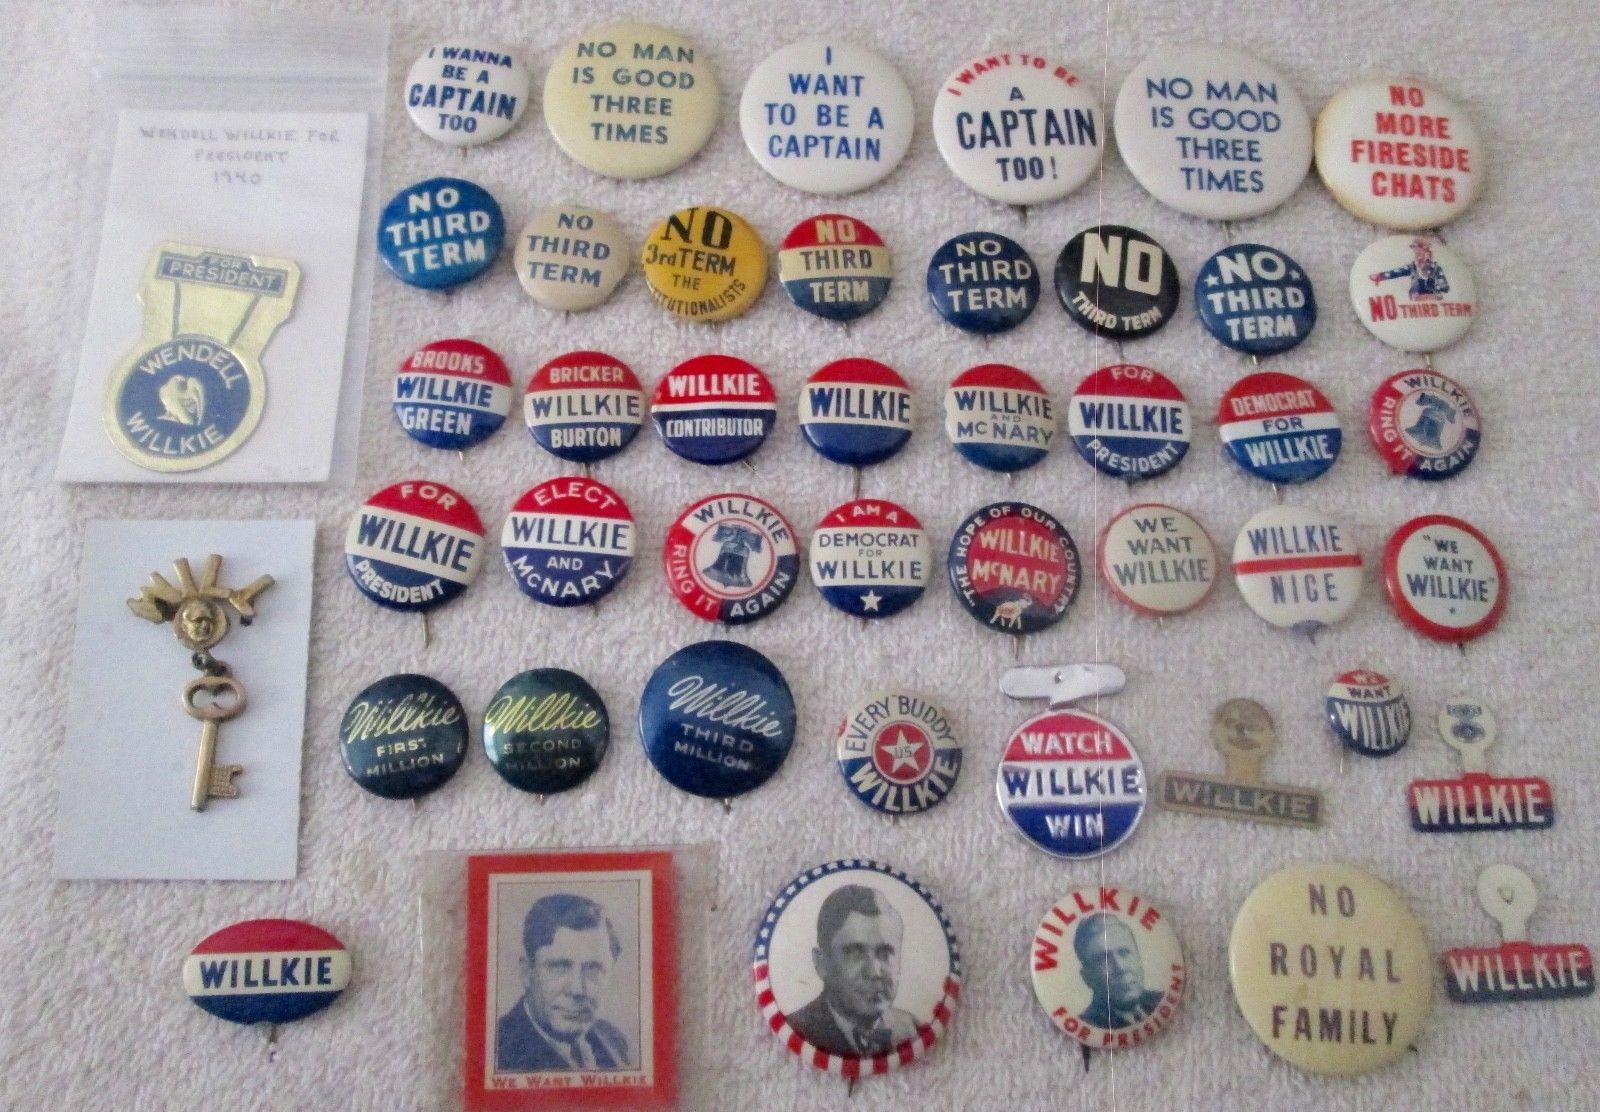 WENDELL WILLKIE FOR
PRESIDENT
1940
FOR
PRESIDENT
WENDELL
WILLKIE
I WANNA
BE A
CAPTAIN
TOO
NO MAN
IS GOOD
THREE
TIMES
I
WANT
TO BE A
CAPTAIN
I WANT TO BE
A
CAPTAIN
TOO!
NO MAN
IS GOOD
THREE
TIMES
NO
MORE
FIRESIDE
CHATS
NO
THIRD
TERM
NO
THIRD
TERM
NO
3rd TERM
THE
NO
THIRD
TERM
NO
THIRD
TERM
NO
THIRD TERM
NO
THIRD
TERM
NO THIRD TERM
BROOKS
WILLKIE
GREEN
BRICKER
WILLKIE
BURTON
WILLKIE
CONTRIBUTOR
WILLKIE
WILLKIE
AND
McNARY
FOR
WILLKIE
PRESIDENT
DEMOCRAT
FOR
WILLKIE
WILLKIE
RING IT AGAIN
FOR
WILLKIE
PRESIDENT
ELECT
WILLKIE
AND
McNARY
WILLKIE
RING IT AGAIN
I AM A
DEMOCRAT
FOR
WILLKIE
"THE HOPE OF OUR COUNTRY"
WILLKIE
McNARY
WE
WANT
WILLKIE
WILLKIE
NICE
"WE
WANT
WILLKIE"
Willkie
FIRST
MILLION
Willkie
SECOND
MILLION
Willkie
THIRD
MILLION
EVERY "BUDDY"
US
WILLKIE
WATCH
WILLKIE
WIN
WILLKIE
WE
WANT
WILLKIE
WILLKIE
WILLKIE
WE WANT WILLKIE
WILLKIE
FOR PRESIDENT
NO
ROYAL
FAMILY
WILLKIE